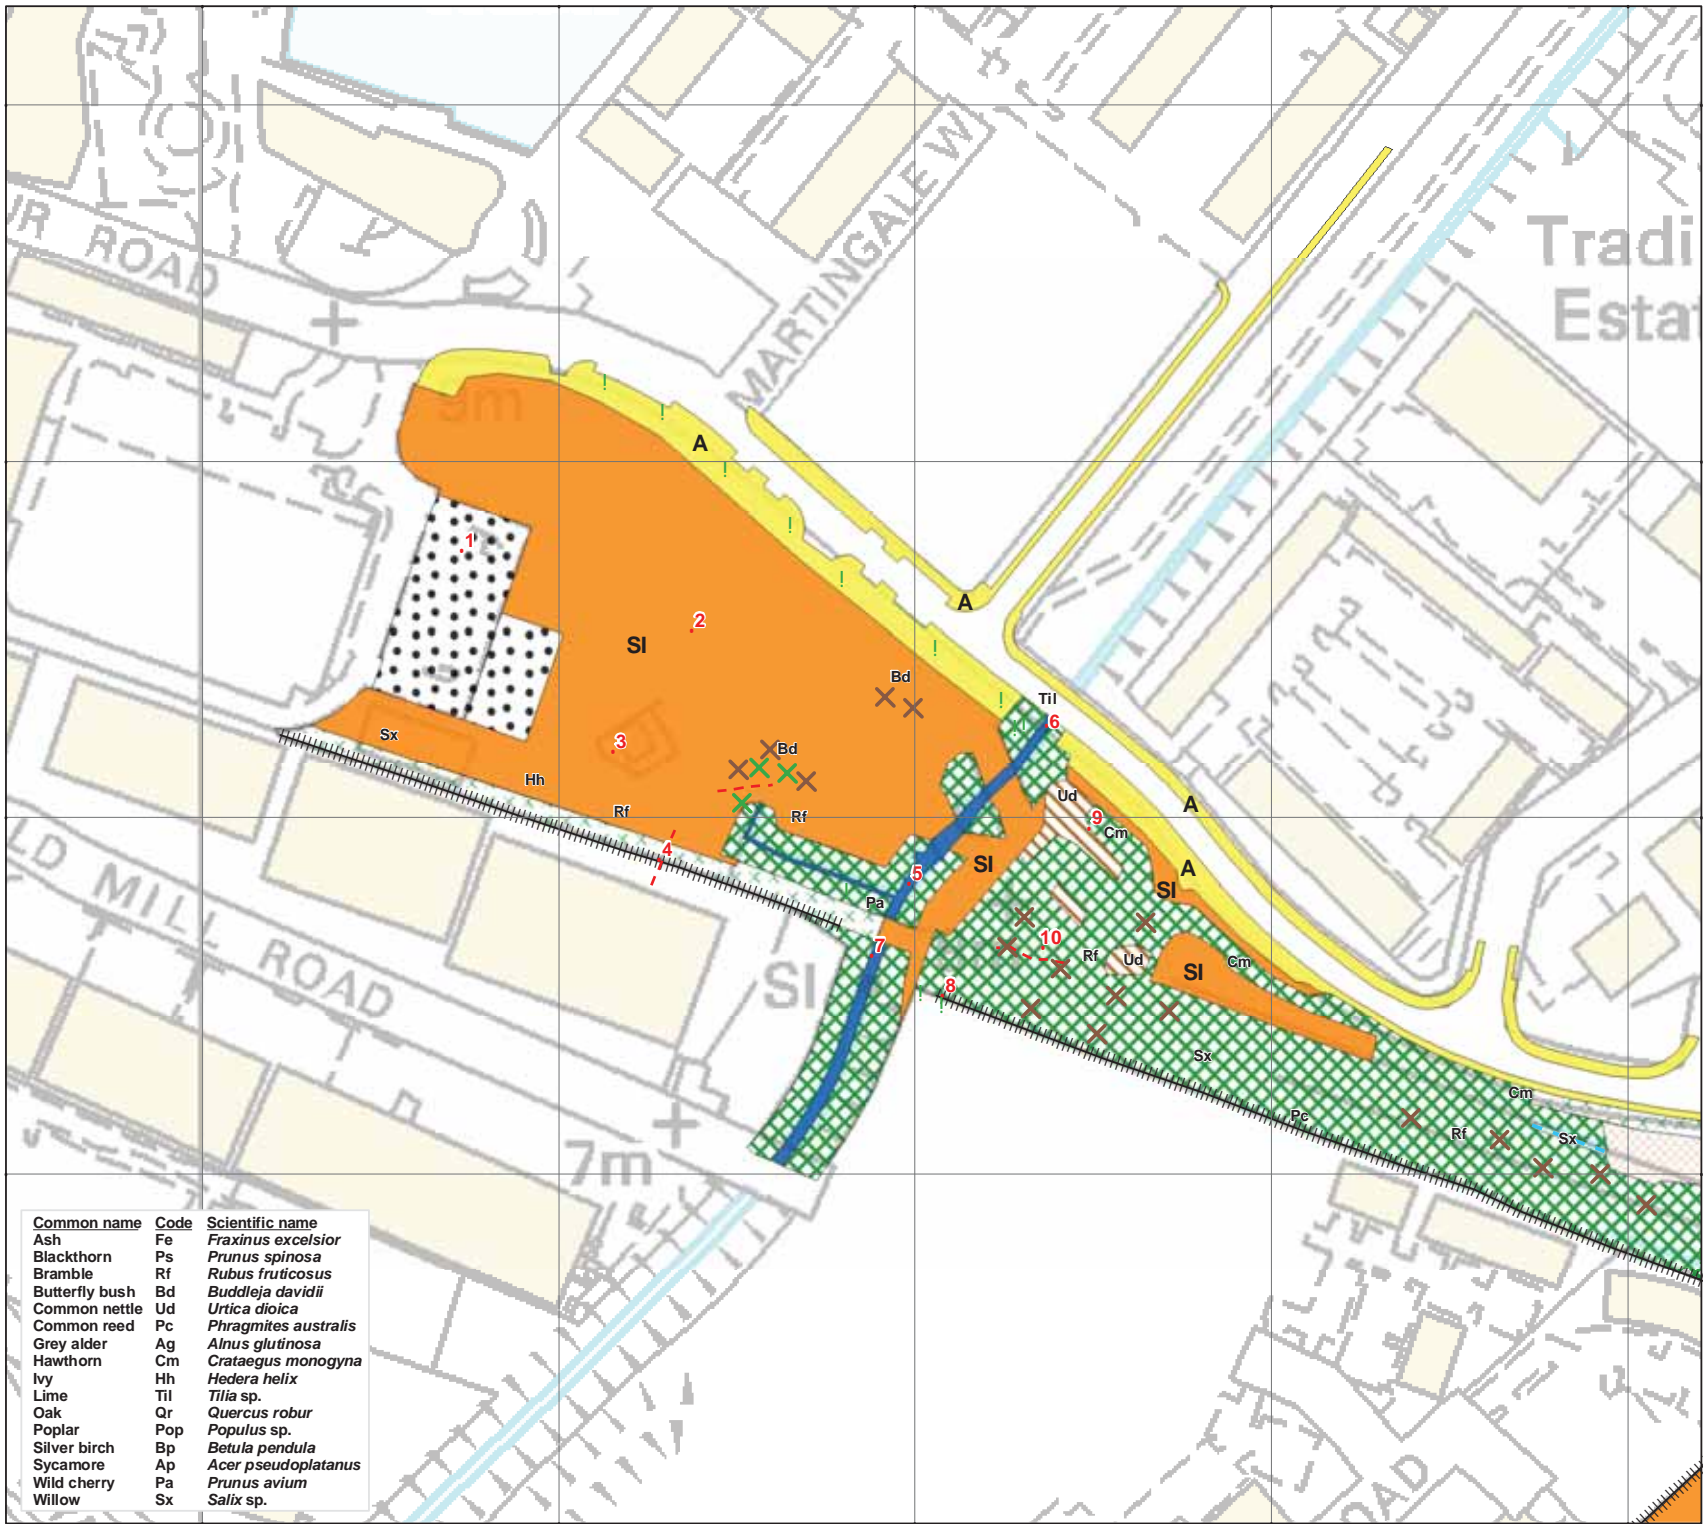 MARTINGALE W
UR ROAD
Tradi
Esta
3m
A
1
A
2
SI
Bd
Til
6
Sx
3
Bd
Hh
Ud
Rf
Rf
A
9
Cm
4
SI
5
A
SI
Pa
7
10
Rf
Ud
Cm
SI
SI
8
LD MILL ROAD
Sx
Cm
Pc
Rf
Sx
7m
ROAD
Common name Code Scientific name
Ash Fe Fraxinus excelsior
Blackthorn Ps Prunus spinosa
Bramble Rf Rubus fruticosus
Butterfly bush Bd Buddleja davidii
Common nettle Ud Urtica dioica
Common reed Pc Phragmites australis
Grey alder Ag Alnus glutinosa
Hawthorn Cm Crataegus monogyna
Ivy Hh Hedera helix
Lime Til Tilia sp.
Oak Qr Quercus robur
Poplar Pop Populus sp.
Silver birch Bp Betula pendula
Sycamore Ap Acer pseudoplatanus
Wild cherry Pa Prunus avium
Willow Sx Salix sp.